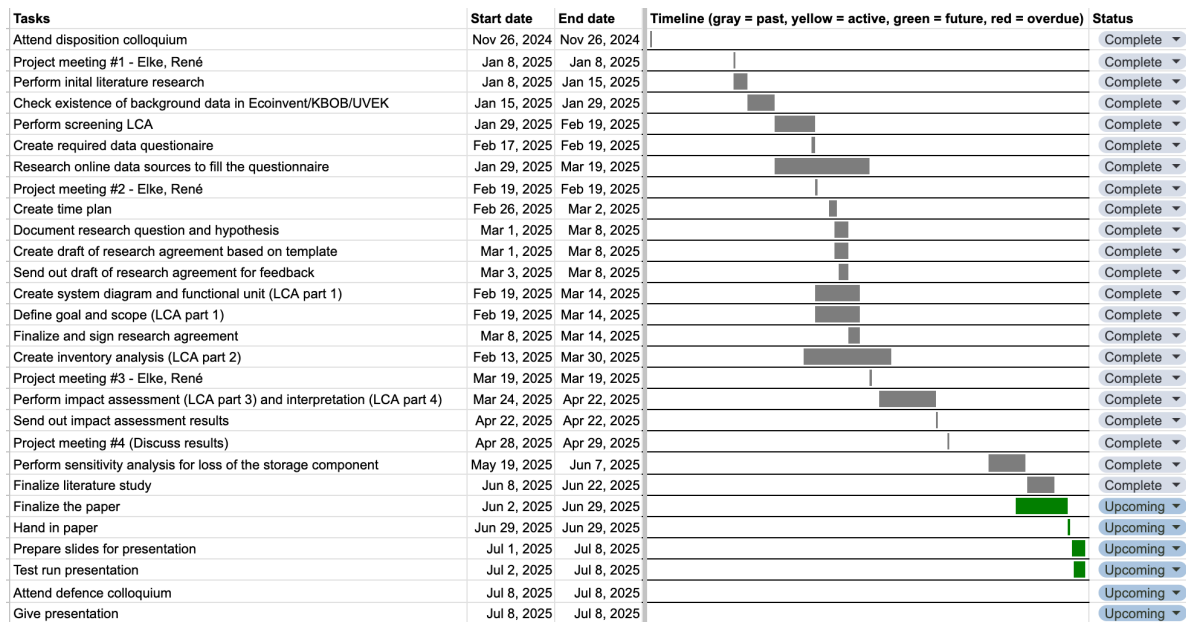 Tasks Start date End date Timeline (gray = past, yellow = active, green = future, red = overdue) Status
Attend disposition colloquium Nov 26, 2024 Nov 26, 2024 Complete
Project meeting #1 - Elke, René Jan 8, 2025 Jan 8, 2025 Complete
Perform inital literature research Jan 8, 2025 Jan 15, 2025 Complete
Check existence of background data in Ecoinvent/KBOB/UVEK Jan 15, 2025 Jan 29, 2025 Complete
Perform screening LCA Jan 29, 2025 Feb 19, 2025 Complete
Create required data questionaire Feb 17, 2025 Feb 19, 2025 Complete
Research online data sources to fill the questionnaire Jan 29, 2025 Mar 19, 2025 Complete
Project meeting #2 - Elke, René Feb 19, 2025 Feb 19, 2025 Complete
Create time plan Feb 26, 2025 Mar 2, 2025 Complete
Document research question and hypothesis Mar 1, 2025 Mar 8, 2025 Complete
Create draft of research agreement based on template Mar 1, 2025 Mar 8, 2025 Complete
Send out draft of research agreement for feedback Mar 3, 2025 Mar 8, 2025 Complete
Create system diagram and functional unit (LCA part 1) Feb 19, 2025 Mar 14, 2025 Complete
Define goal and scope (LCA part 1) Feb 19, 2025 Mar 14, 2025 Complete
Finalize and sign research agreement Mar 8, 2025 Mar 14, 2025 Complete
Create inventory analysis (LCA part 2) Feb 13, 2025 Mar 30, 2025 Complete
Project meeting #3 - Elke, René Mar 19, 2025 Mar 19, 2025 Complete
Perform impact assessment (LCA part 3) and interpretation (LCA part 4) Mar 24, 2025 Apr 22, 2025 Complete
Send out impact assessment results Apr 22, 2025 Apr 22, 2025 Complete
Project meeting #4 (Discuss results) Apr 28, 2025 Apr 29, 2025 Complete
Perform sensitivity analysis for loss of the storage component May 19, 2025 Jun 7, 2025 Complete
Finalize literature study Jun 8, 2025 Jun 22, 2025 Complete
Finalize the paper Jun 2, 2025 Jun 29, 2025 Upcoming
Hand in paper Jun 29, 2025 Jun 29, 2025 Upcoming
Prepare slides for presentation Jul 1, 2025 Jul 8, 2025 Upcoming
Test run presentation Jul 2, 2025 Jul 8, 2025 Upcoming
Attend defence colloquium Jul 8, 2025 Jul 8, 2025 Upcoming
Give presentation Jul 8, 2025 Jul 8, 2025 Upcoming